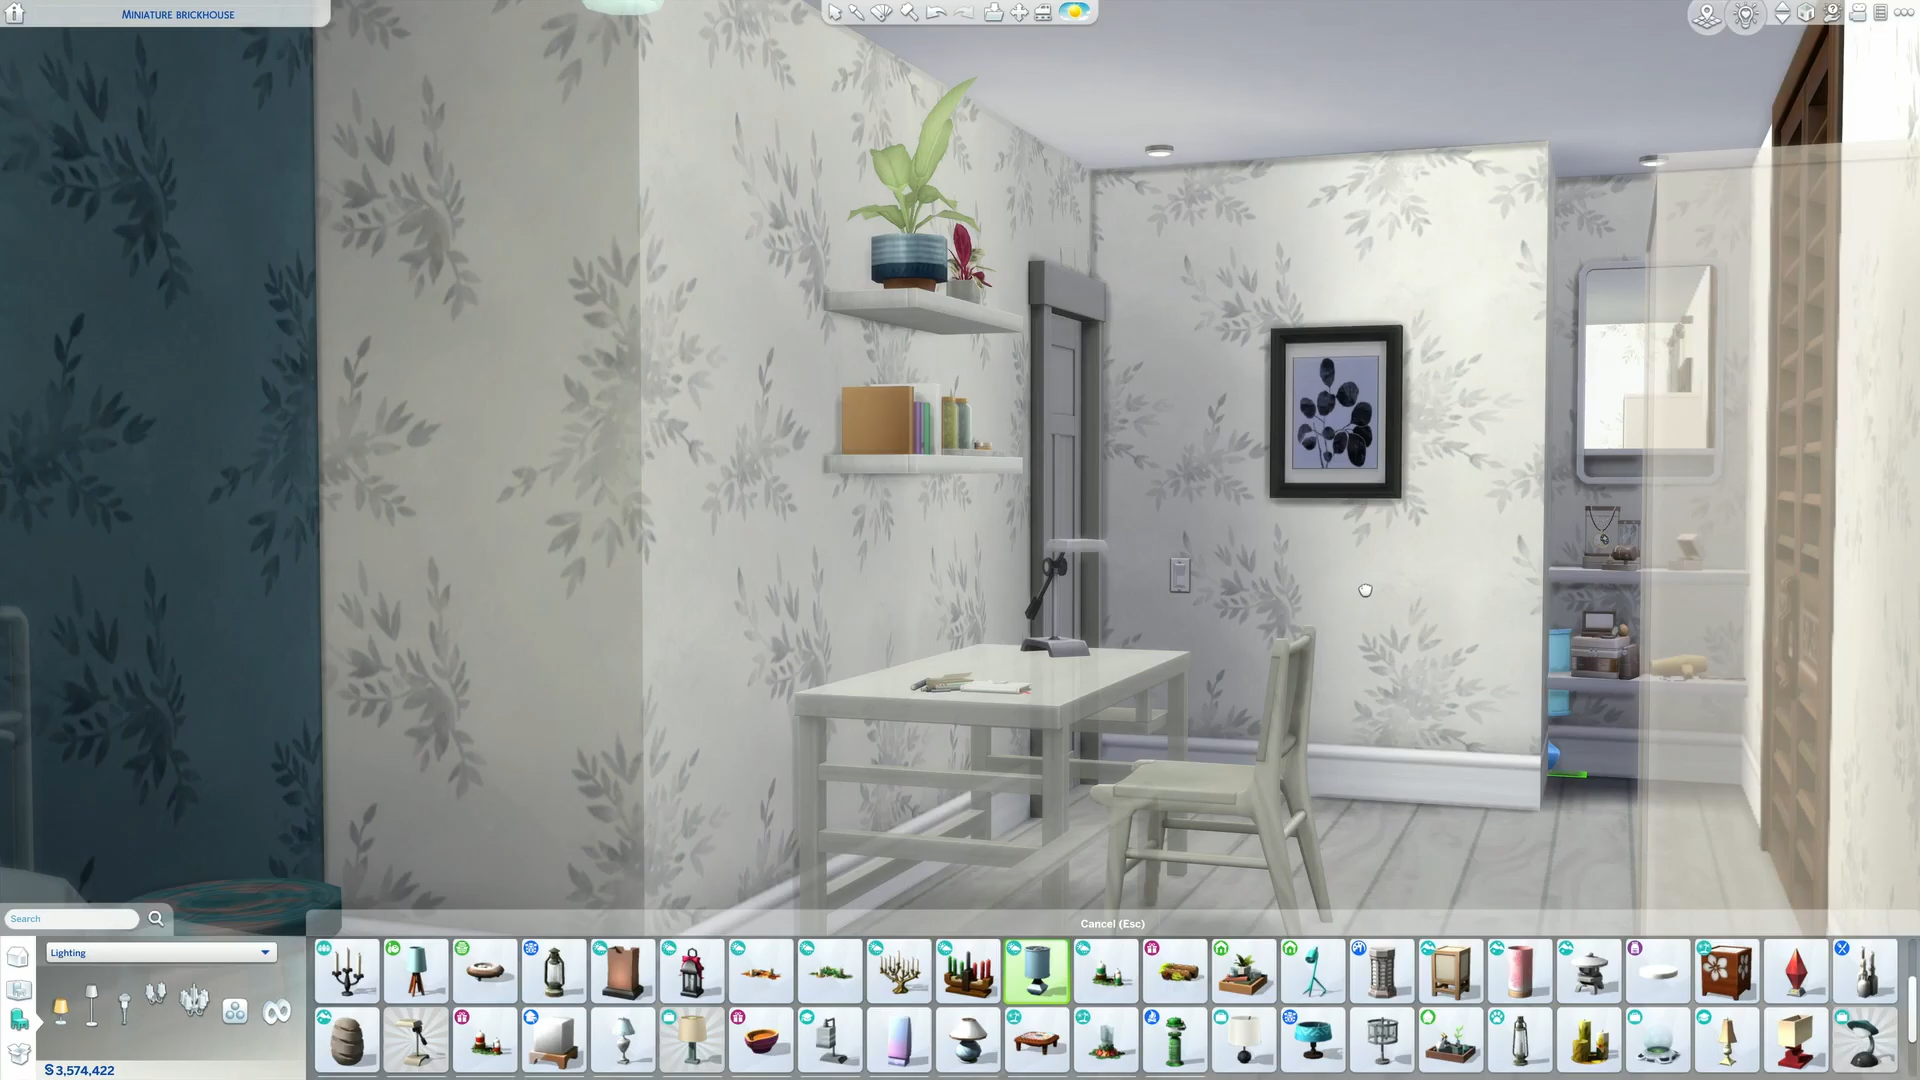 Miniature brickhouse
Cancel (Esc)
Search
Lighting
§3,574,422